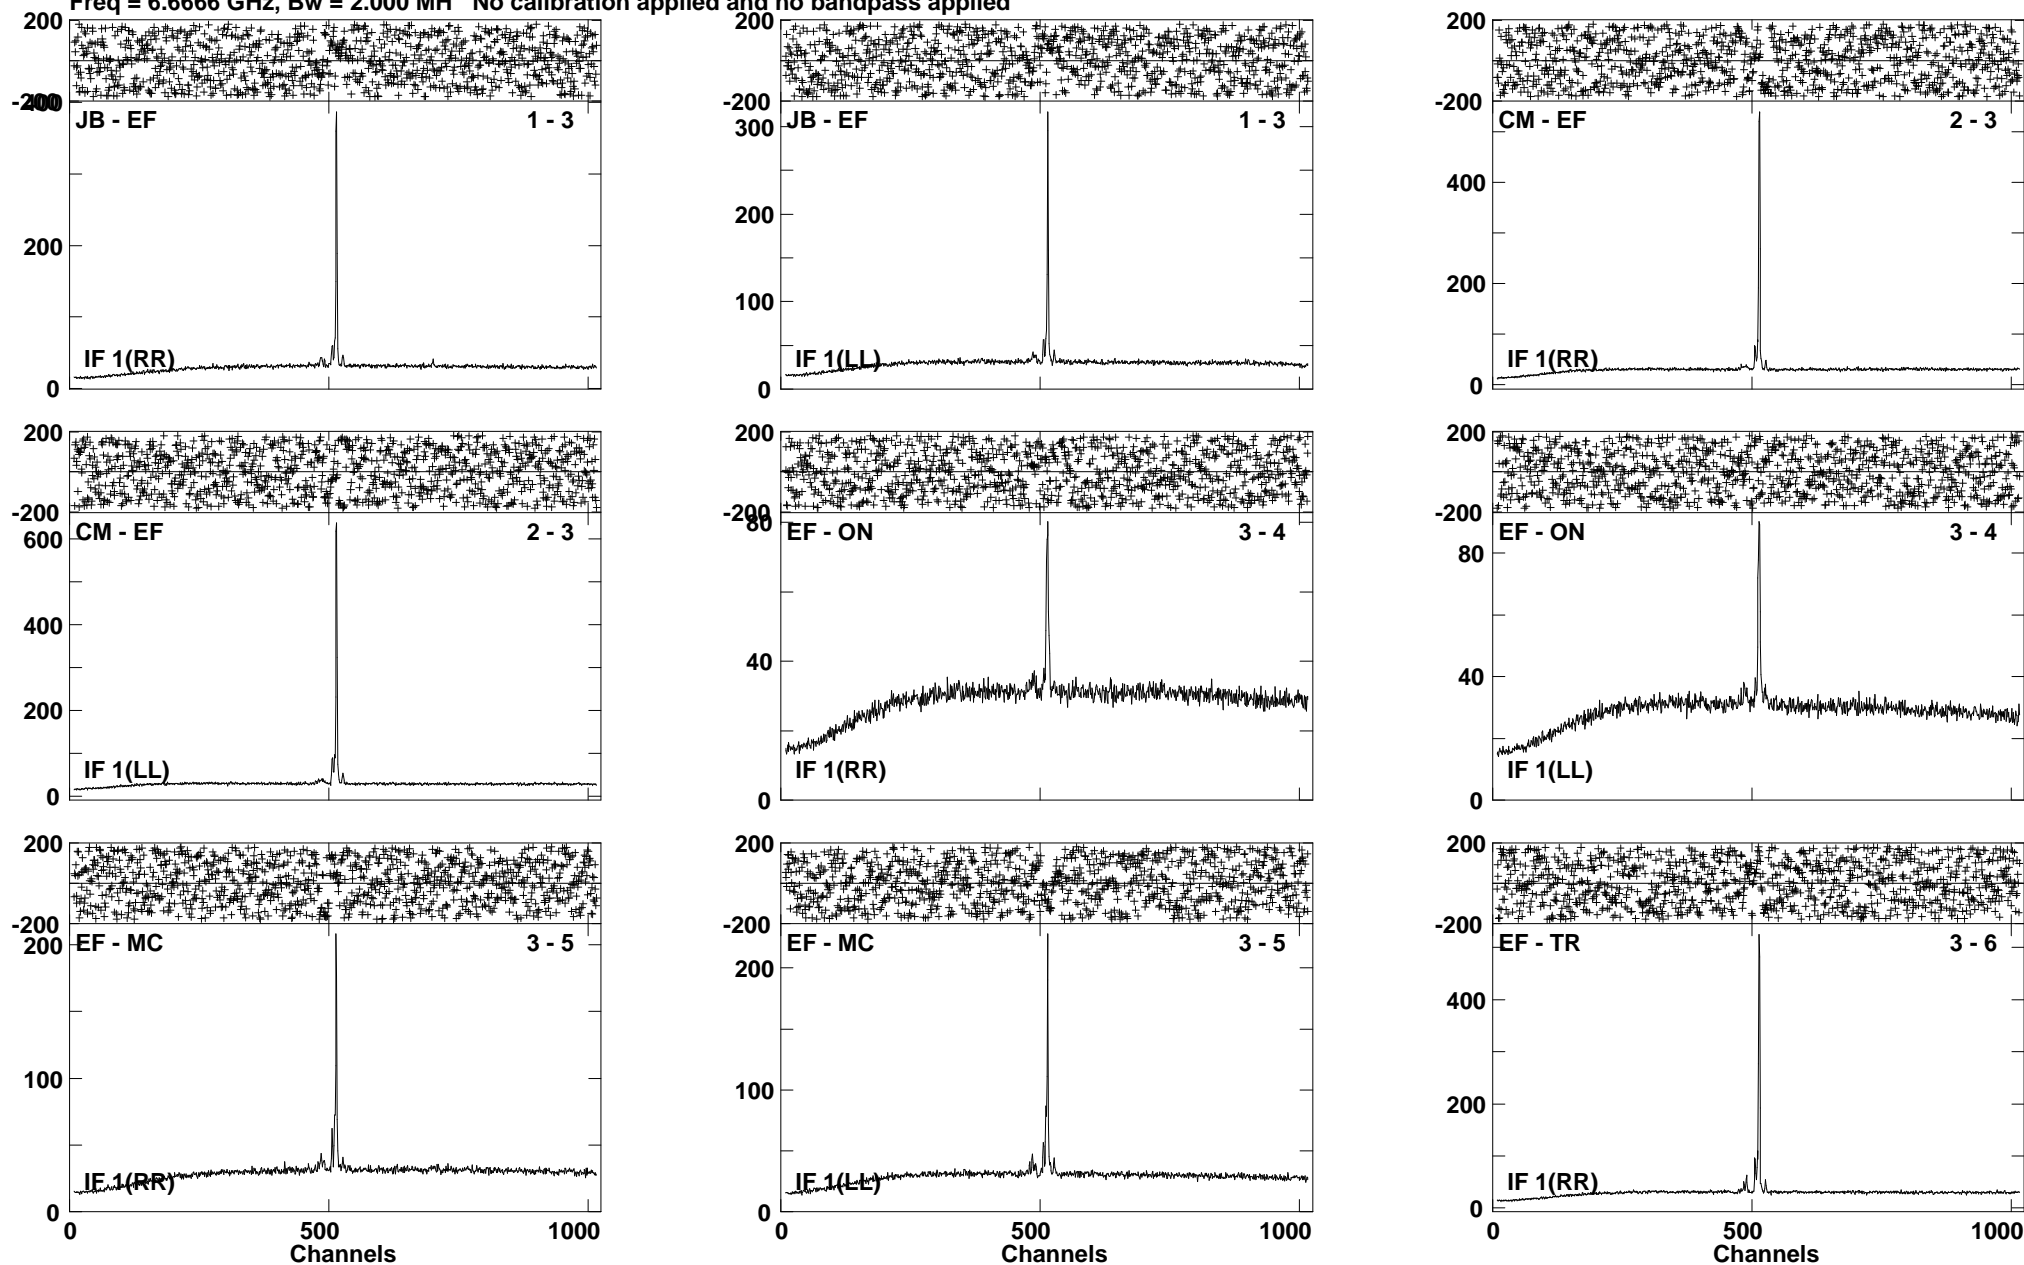 Freq = 6.6666 GHz, Bw = 2.000 MH No calibration applied and no bandpass applied
200
-200
400
JB - EF 1 - 3
200
IF 1(RR)
0
200
-200
300
JB - EF 1 - 3
200
100
IF 1(LL)
0
200
-200
CM - EF 2 - 3
400
200
IF 1(RR)
0
200
-200
600
CM - EF 2 - 3
400
200
IF 1(LL)
0
200
-200
80
EF - ON 3 - 4
40
IF 1(RR)
0
200
-200
EF - ON 3 - 4
80
40
IF 1(LL)
0
200
-200
200
EF - MC 3 - 5
100
IF 1(RR)
0
0 500 1000
Channels
200
-200
EF - MC 3 - 5
200
100
IF 1(LL)
0
0 500 1000
Channels
200
-200
EF - TR 3 - 6
400
200
IF 1(RR)
0
0 500 1000
Channels